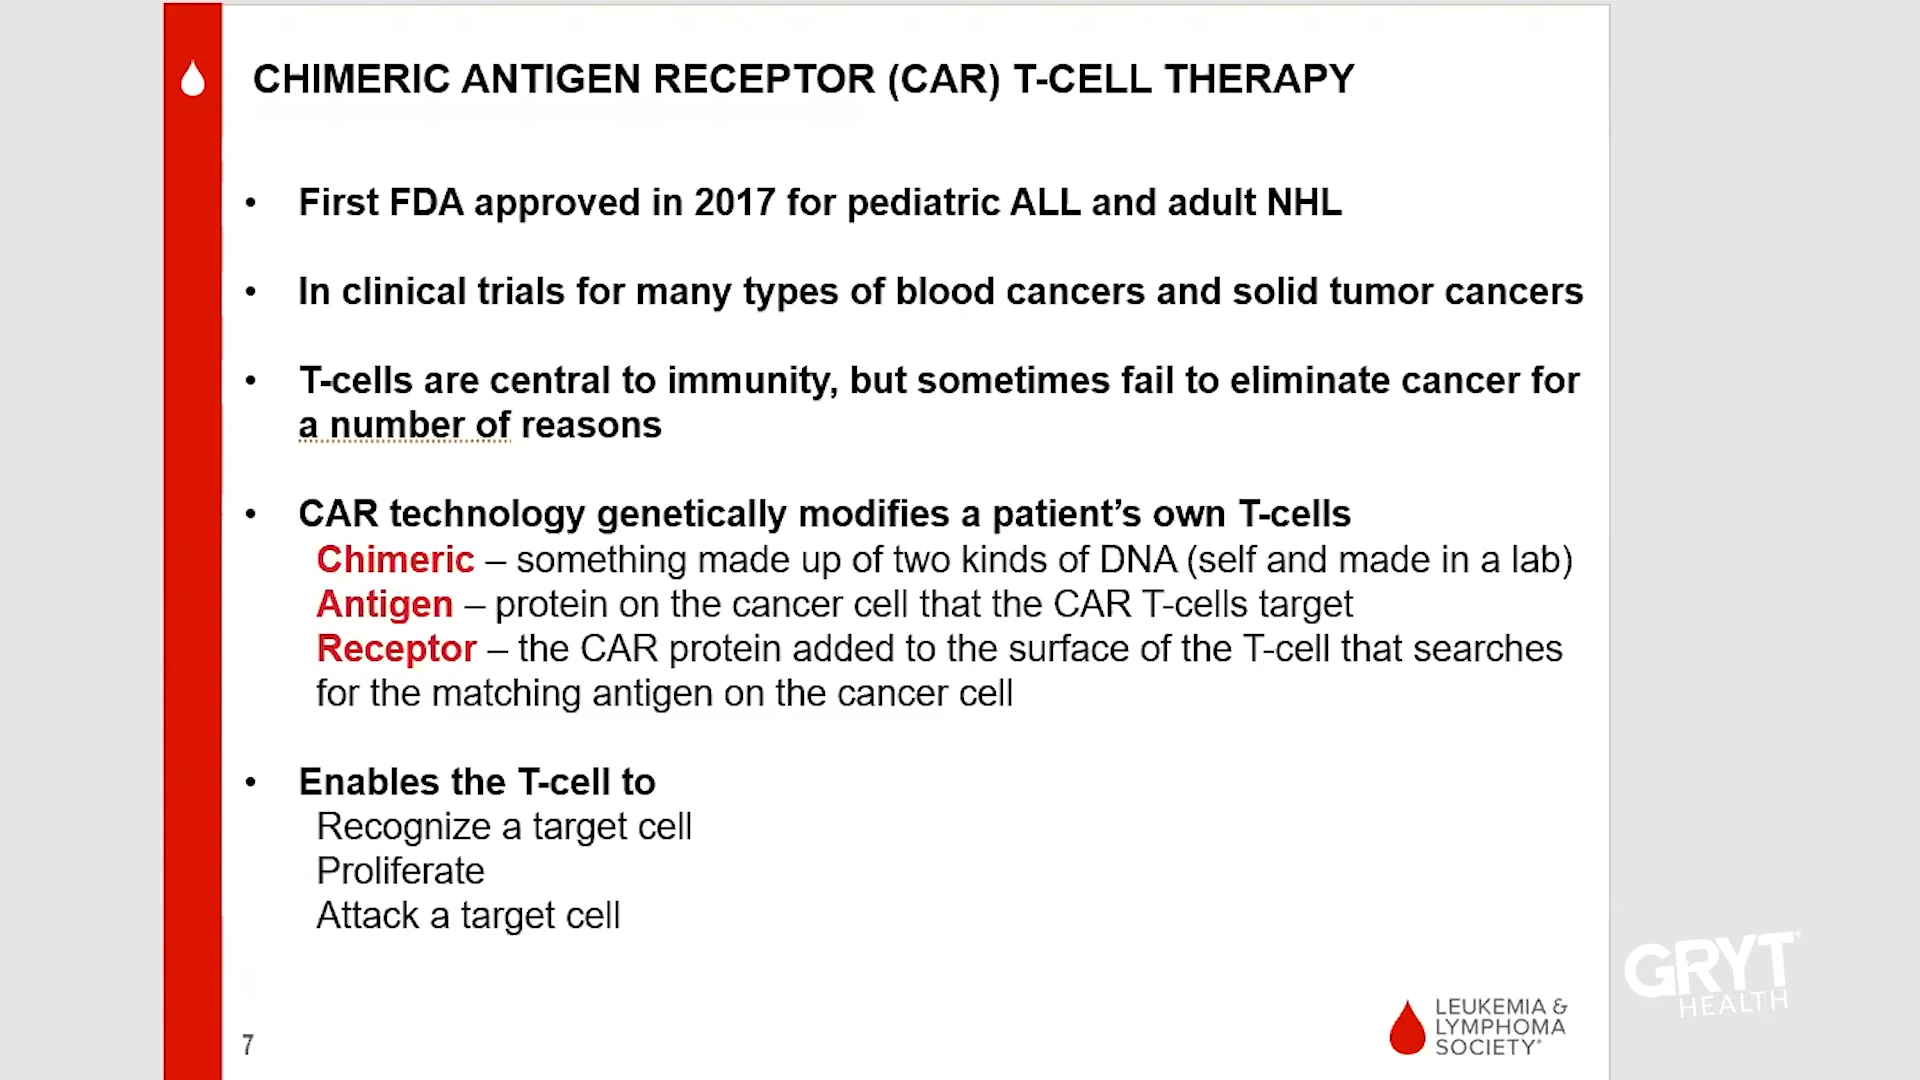 CHIMERIC ANTIGEN RECEPTOR (CAR) T-CELL THERAPY
• First FDA approved in 2017 for pediatric ALL and adult NHL
• In clinical trials for many types of blood cancers and solid tumor cancers
• T-cells are central to immunity, but sometimes fail to eliminate cancer for
a number of reasons
• CAR technology genetically modifies a patient’s own T-cells
Chimeric – something made up of two kinds of DNA (self and made in a lab)
Antigen – protein on the cancer cell that the CAR T-cells target
Receptor – the CAR protein added to the surface of the T-cell that searches
for the matching antigen on the cancer cell
• Enables the T-cell to
Recognize a target cell
Proliferate
Attack a target cell
7
LEUKEMIA &
LYMPHOMA
SOCIETY®
GRYT®
HEALTH